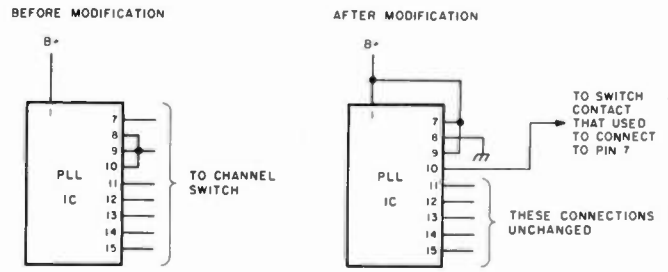 BEFORE MODIFICATION
B+
1
PLL
IC
7
8
9
10
11
12
13
14
15
TO CHANNEL
SWITCH
AFTER MODIFICATION
B+
1
PLL
IC
7
8
9
10
11
12
13
14
15
TO SWITCH
CONTACT
THAT USED
TO CONNECT
TO PIN 7
THESE CONNECTIONS
UNCHANGED